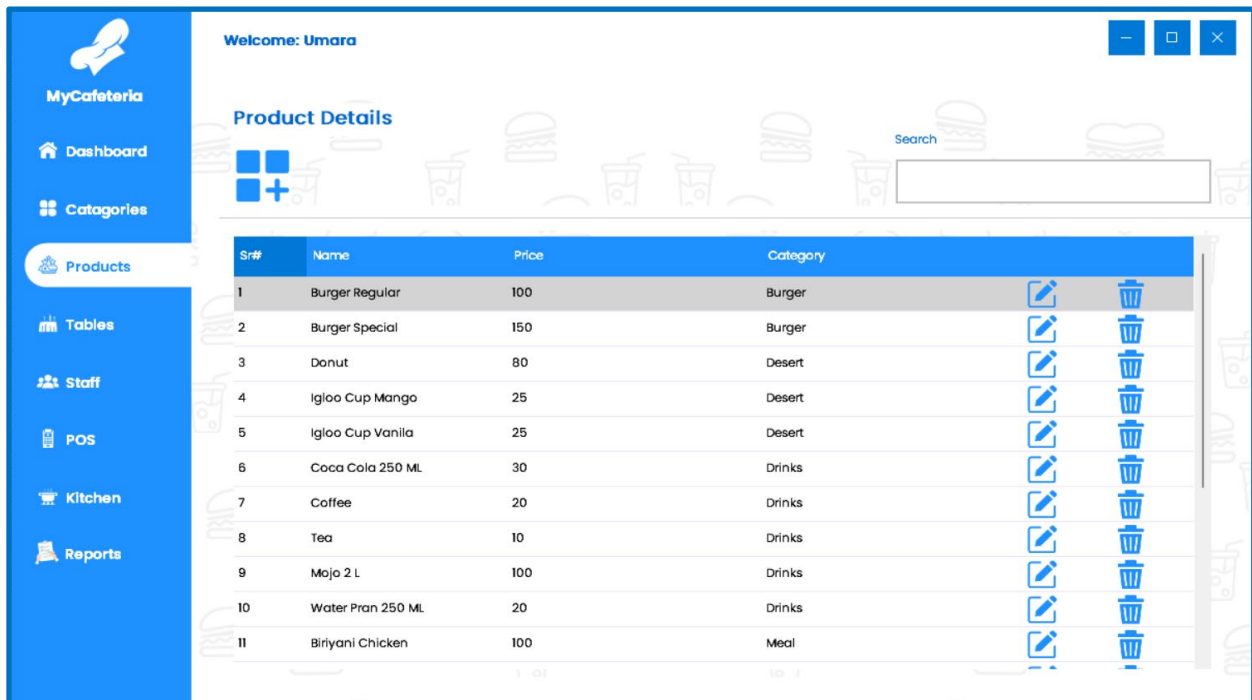 MyCafeteria
Dashboard
Catagories
Products
Tables
Staff
POS
Kitchen
Reports
Welcome: Umara
Product Details
Search
Sr# Name Price Category
1 Burger Regular 100 Burger
2 Burger Special 150 Burger
3 Donut 80 Desert
4 Igloo Cup Mango 25 Desert
5 Igloo Cup Vanila 25 Desert
6 Coca Cola 250 ML 30 Drinks
7 Coffee 20 Drinks
8 Tea 10 Drinks
9 Mojo 2 L 100 Drinks
10 Water Pran 250 ML 20 Drinks
11 Biriyani Chicken 100 Meal